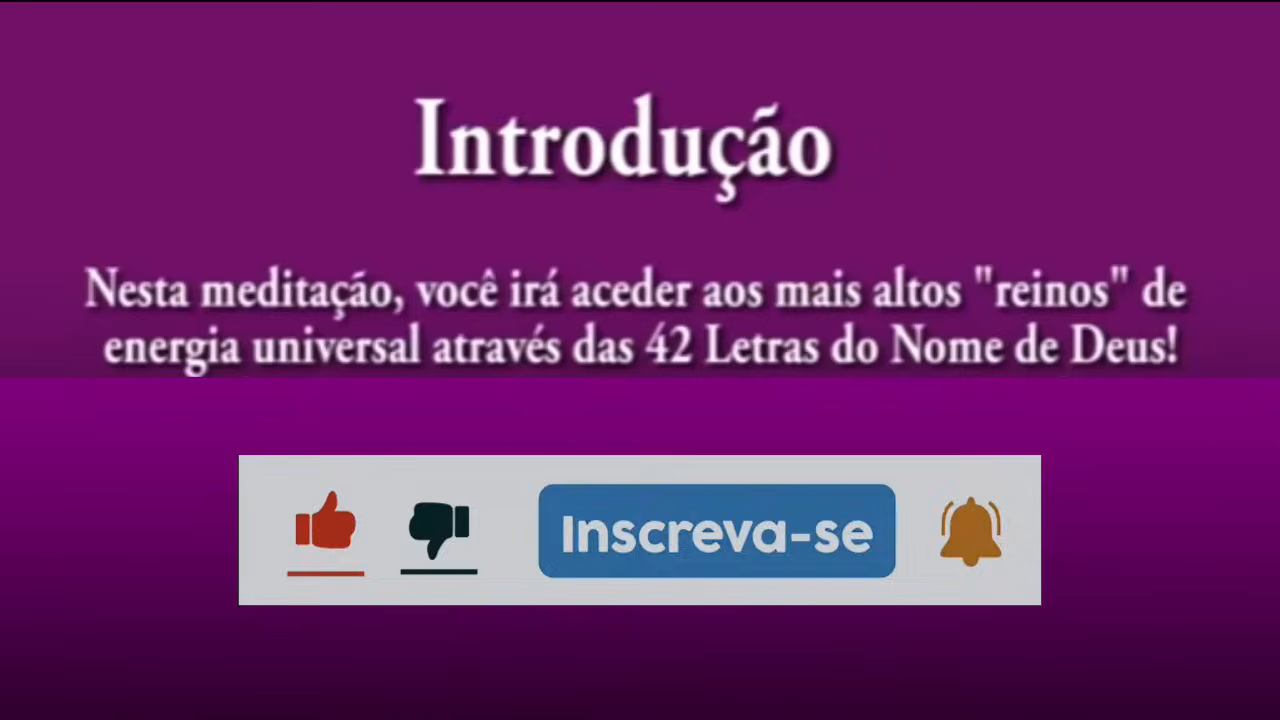 Introdução
Nesta meditação, você irá aceder aos mais altos "reinos" de
energia universal através das 42 Letras do Nome de Deus!
Inscreva-se